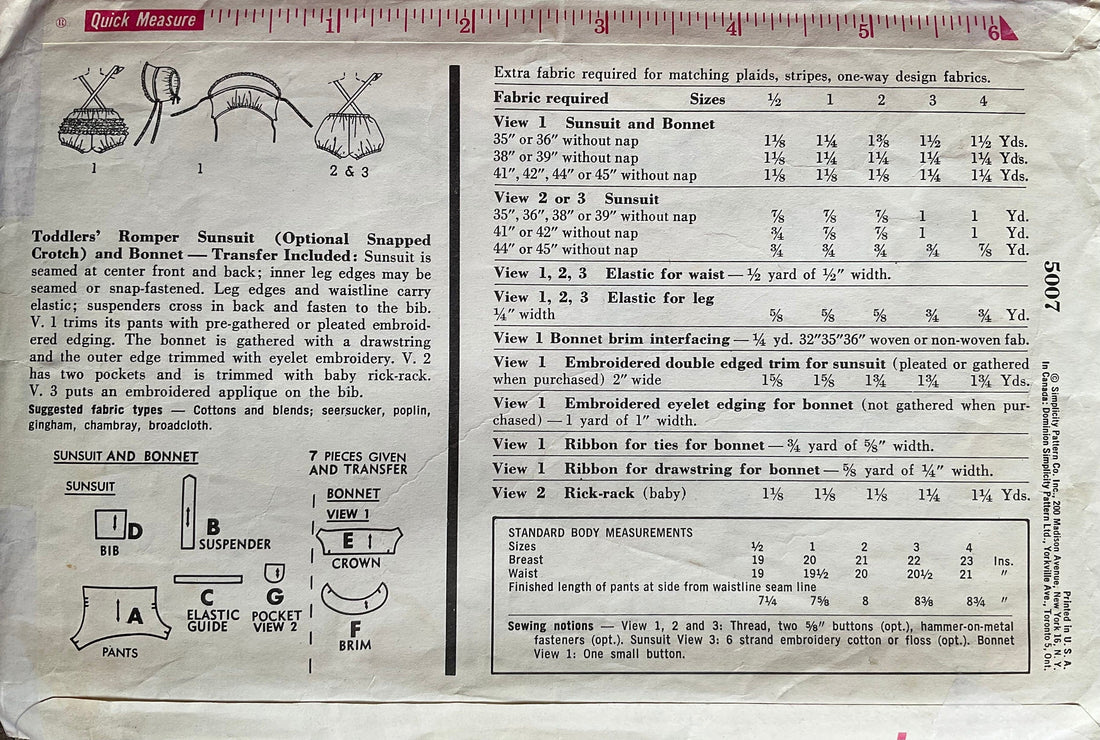 ® Quick Measure 1 2 3 4 5 6
1 1 2 & 3
Toddlers' Romper Sunsuit (Optional Snapped
Crotch) and Bonnet — Transfer Included: Sunsuit is
seamed at center front and back; inner leg edges may be
seamed or snap-fastened. Leg edges and waistline carry
elastic; suspenders cross in back and fasten to the bib.
V. 1 trims its pants with pre-gathered or pleated embroid-
ered edging. The bonnet is gathered with a drawstring
and the outer edge trimmed with eyelet embroidery. V. 2
has two pockets and is trimmed with baby rick-rack.
V. 3 puts an embroidered applique on the bib.
Suggested fabric types — Cottons and blends; seersucker, poplin,
gingham, chambray, broadcloth.
SUNSUIT AND BONNET
SUNSUIT
D
BIB
B
SUSPENDER
A
PANTS
C
ELASTIC
GUIDE
G
POCKET
VIEW 2
7 PIECES GIVEN
AND TRANSFER
BONNET
VIEW 1
E
CROWN
F
BRIM
Extra fabric required for matching plaids, stripes, one-way design fabrics.
Fabric required Sizes ½ 1 2 3 4
View 1 Sunsuit and Bonnet
35" or 36" without nap 1⅛ 1¼ 1⅜ 1½ 1½ Yds.
38" or 39" without nap 1⅛ 1¼ 1¼ 1¼ 1¼ Yds.
41", 42", 44" or 45" without nap 1⅛ 1⅛ 1⅛ 1¼ 1¼ Yds.
View 2 or 3 Sunsuit
35", 36", 38" or 39" without nap ⅞ ⅞ ⅞ 1 1 Yd.
41" or 42" without nap ¾ ⅞ ⅞ 1 1 Yd.
44" or 45" without nap ¾ ¾ ¾ ¾ ⅞ Yd.
View 1, 2, 3 Elastic for waist — ½ yard of ½" width.
View 1, 2, 3 Elastic for leg
¼" width ⅝ ⅝ ⅝ ¾ ¾ Yd.
View 1 Bonnet brim interfacing — ¼ yd. 32"35"36" woven or non-woven fab.
View 1 Embroidered double edged trim for sunsuit (pleated or gathered
when purchased) 2" wide 1⅝ 1⅝ 1¾ 1¾ 1¾ Yds.
View 1 Embroidered eyelet edging for bonnet (not gathered when pur-
chased) — 1 yard of 1" width.
View 1 Ribbon for ties for bonnet — ¾ yard of ⅝" width.
View 1 Ribbon for drawstring for bonnet — ⅝ yard of ¼" width.
View 2 Rick-rack (baby) 1⅛ 1⅛ 1⅛ 1¼ 1¼ Yds.
STANDARD BODY MEASUREMENTS
Sizes ½ 1 2 3 4
Breast 19 20 21 22 23 Ins.
Waist 19 19½ 20 20½ 21 "
Finished length of pants at side from waistline seam line
7¼ 7⅝ 8 8⅜ 8¾ "
Sewing notions — View 1, 2 and 3: Thread, two ⅝" buttons (opt.), hammer-on-metal
fasteners (opt.). Sunsuit View 3: 6 strand embroidery cotton or floss (opt.). Bonnet
View 1: One small button.
5007
Printed in U. S. A.
© Simplicity Pattern Co. Inc., 200 Madison Avenue, New York 16, N. Y.
In Canada: Dominion Simplicity Pattern Ltd., Yorkville Ave., Toronto 5, Ont.